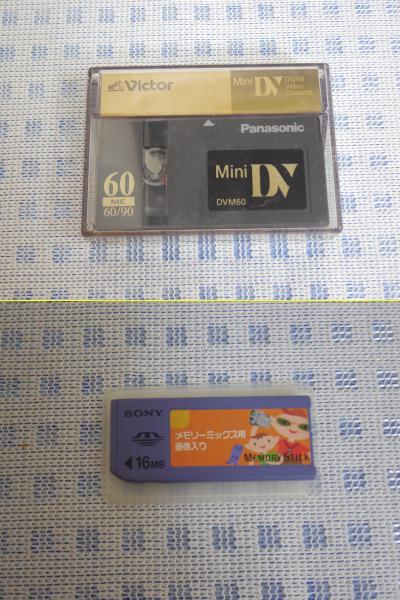 Victor
Mini DV Digital
Video
Cassette
Panasonic
Mini DV
DVM60
60
ME
60/90
SONY
メモリーミックス用
画像入り
16MB
MEMORY STICK